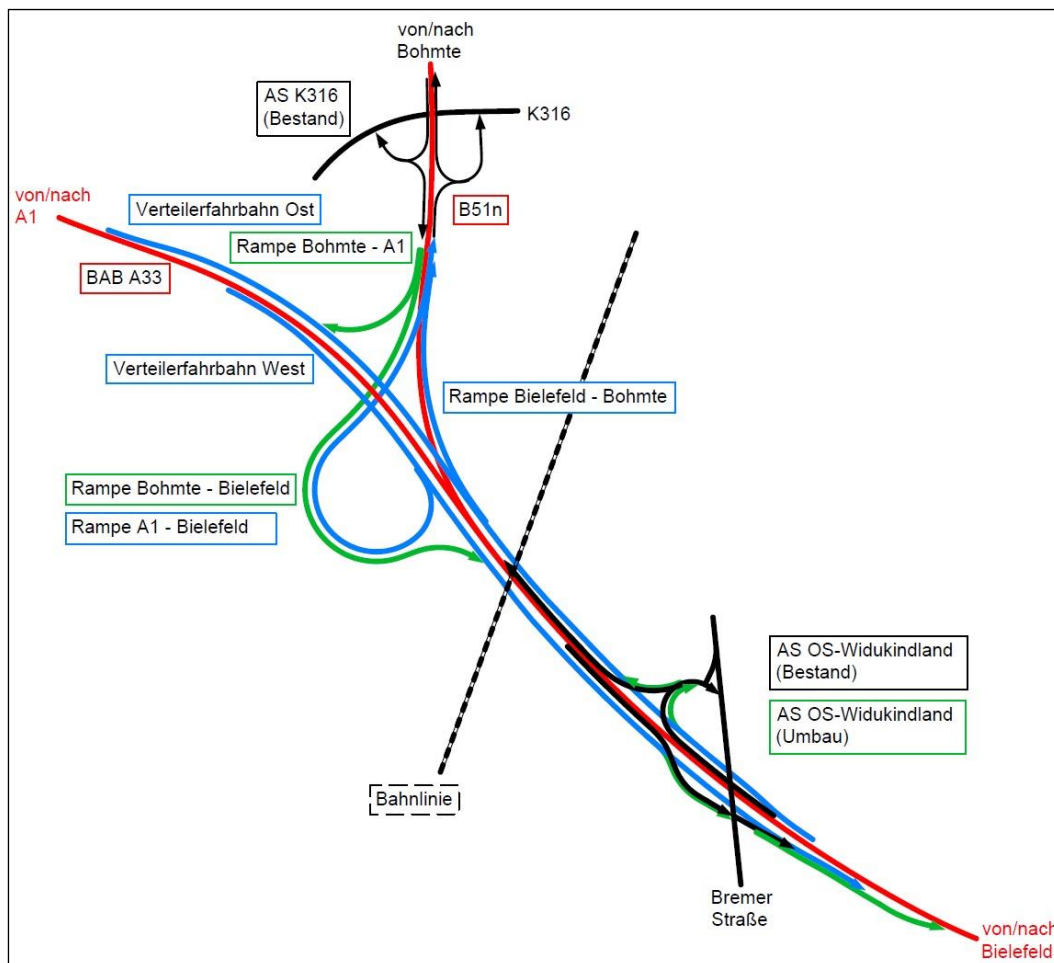 von/nach
Bohmte
AS K316
(Bestand)
K316
von/nach
A1
Verteilerfahrbahn Ost
B51n
Rampe Bohmte - A1
BAB A33
Verteilerfahrbahn West
Rampe Bielefeld - Bohmte
Rampe Bohmte - Bielefeld
Rampe A1 - Bielefeld
AS OS-Widukindland
(Bestand)
AS OS-Widukindland
(Umbau)
Bahnlinie
Bremer
Straße
von/nach
Bielefeld